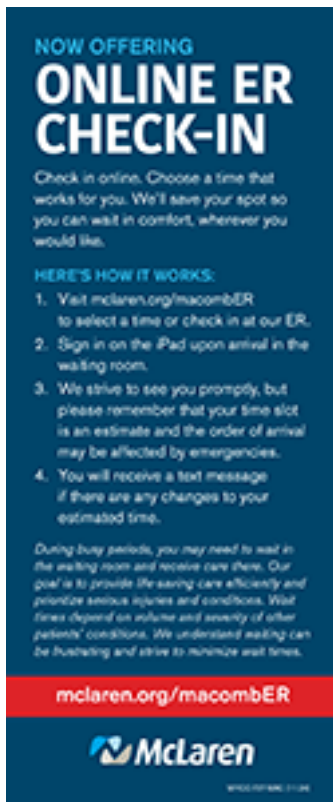 NOW OFFERING
ONLINE ER
CHECK-IN
Check in online. Choose a time that
works for you. We'll save your spot so
you can wait in comfort, wherever you
would like.
HERE'S HOW IT WORKS:
1. Visit mclaren.org/macombER
to select a time or check in at our ER.
2. Sign in on the iPad upon arrival in the
waiting room.
3. We strive to see you promptly, but
please remember that your time slot
is an estimate and the order of arrival
may be affected by emergencies.
4. You will receive a text message
if there are any changes to your
estimated time.
During busy periods, you may need to wait in
the waiting room and receive care there. Our
goal is to provide life-saving care efficiently and
prioritize serious injuries and conditions. Wait
times depend on volume and severity of other
patients' conditions. We understand waiting can
be frustrating and strive to minimize wait times.
mclaren.org/macombER
McLaren